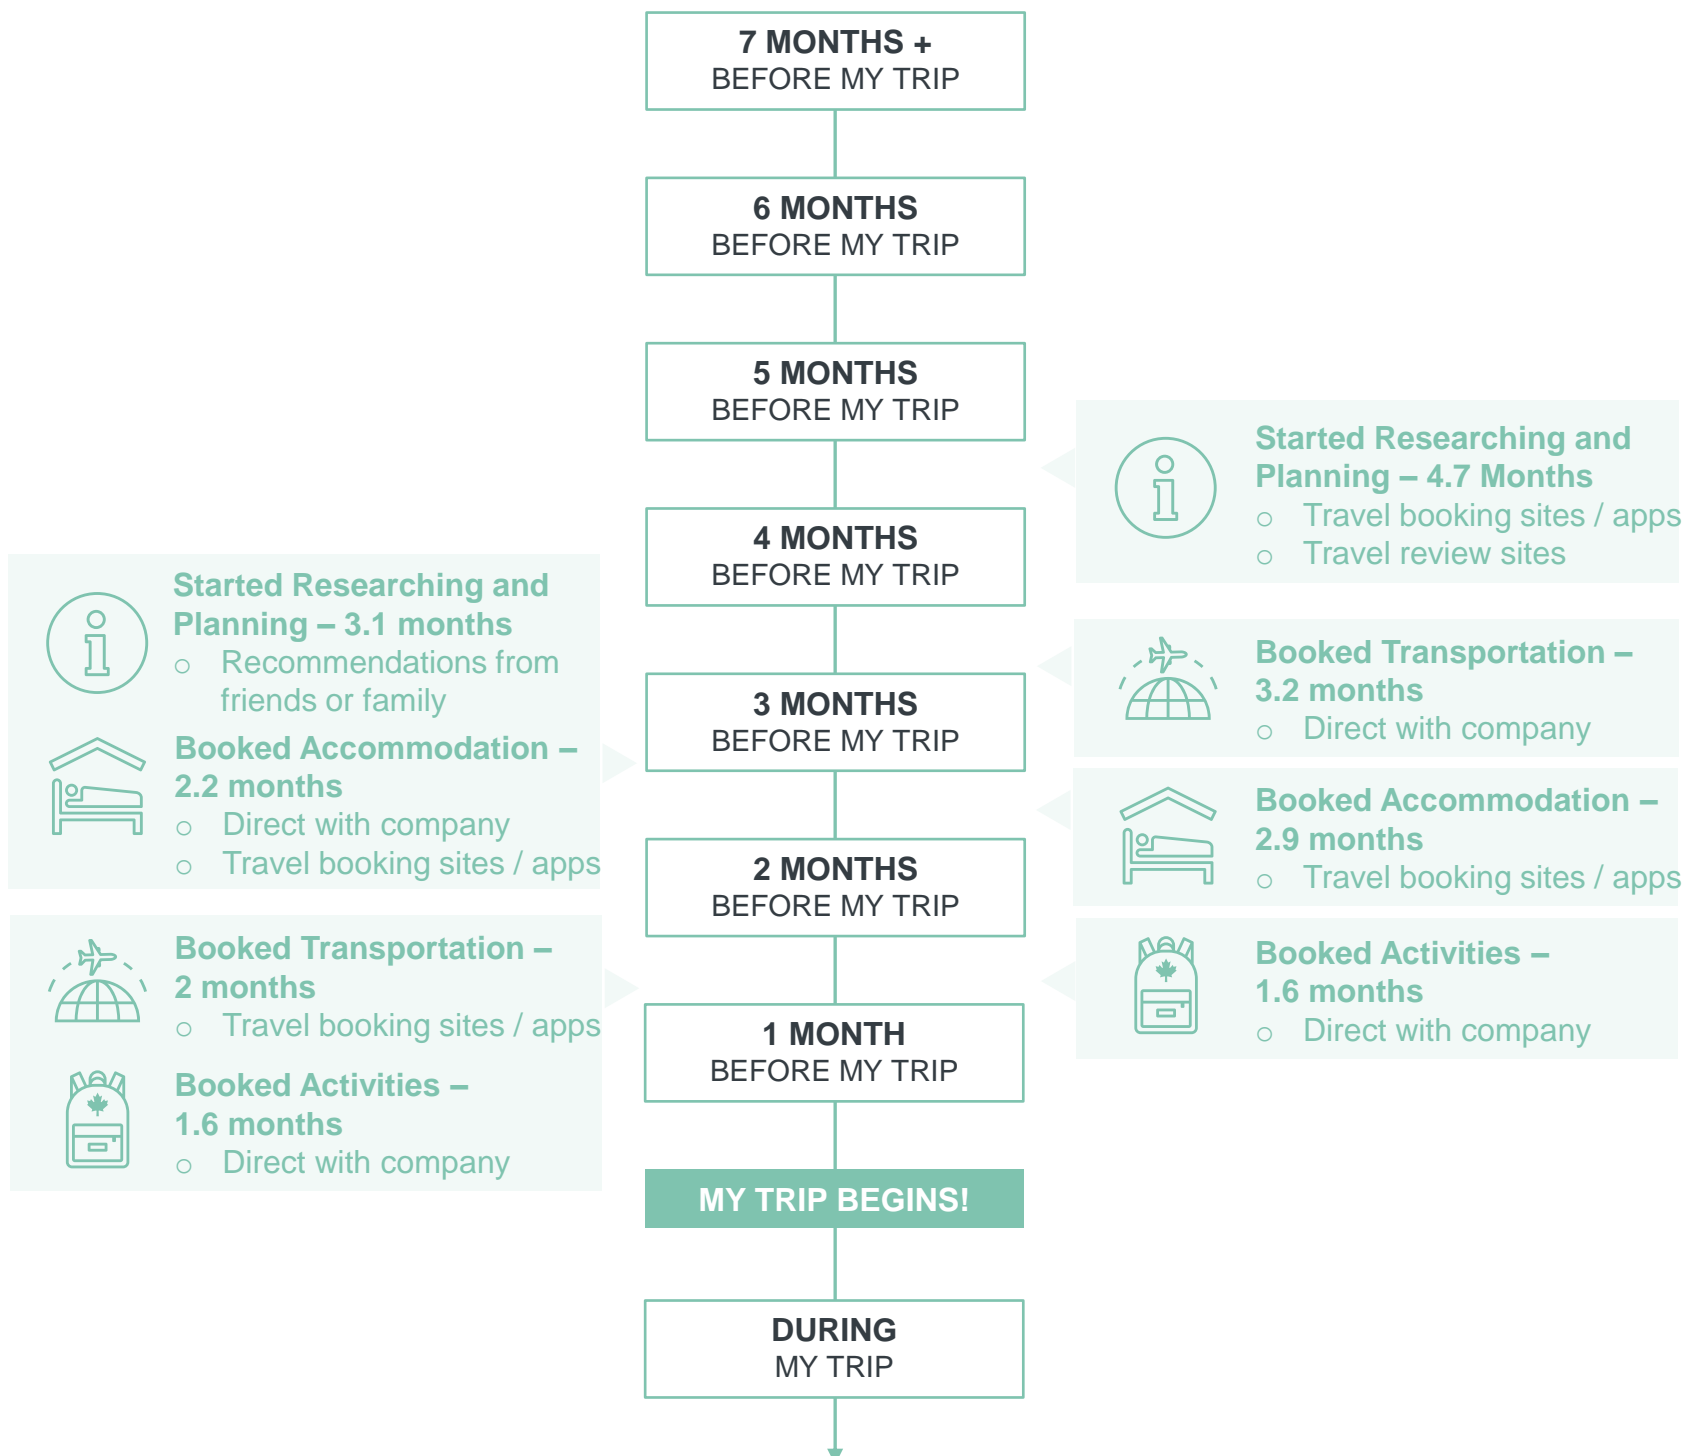 7 MONTHS +
BEFORE MY TRIP
6 MONTHS
BEFORE MY TRIP
5 MONTHS
BEFORE MY TRIP
4 MONTHS
BEFORE MY TRIP
3 MONTHS
BEFORE MY TRIP
2 MONTHS
BEFORE MY TRIP
1 MONTH
BEFORE MY TRIP
MY TRIP BEGINS!
DURING
MY TRIP
Started Researching and
Planning – 3.1 months
○ Recommendations from
friends or family
Booked Accommodation –
2.2 months
○ Direct with company
○ Travel booking sites / apps
Booked Transportation –
2 months
○ Travel booking sites / apps
Booked Activities –
1.6 months
○ Direct with company
Started Researching and
Planning – 4.7 Months
○ Travel booking sites / apps
○ Travel review sites
Booked Transportation –
3.2 months
○ Direct with company
Booked Accommodation –
2.9 months
○ Travel booking sites / apps
Booked Activities –
1.6 months
○ Direct with company